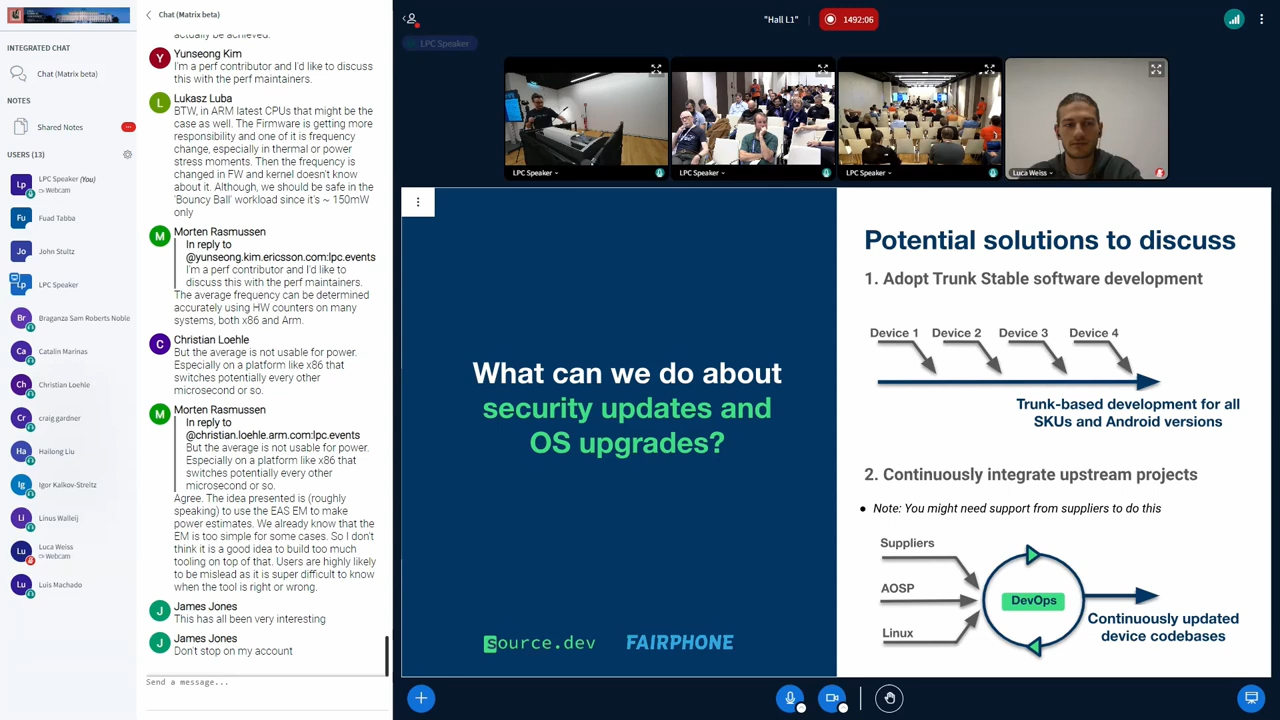 INTEGRATED CHAT
Chat (Matrix beta)
NOTES
Shared Notes
USERS (13)
Lp
LPC Speaker (You)
Webcam
Fu
Fuad Tabba
Jo
John Stultz
Lp
LPC Speaker
Br
Braganza Sam Roberts Noble
Ca
Catalin Marinas
Ch
Christian Loehle
Cr
craig gardner
Ha
Hailong Liu
Ig
Igor Kalkov-Streitz
Li
Linus Walleij
Lu
Luca Weiss
Webcam
Lu
Luis Machado
Chat (Matrix beta)
actually be achieved.
Y
Yunseong Kim
I'm a perf contributor and I'd like to discuss
this with the perf maintainers.
L
Lukasz Luba
BTW, in ARM latest CPUs that might be the
case as well. The Firmware is getting more
responsibility and one of it is frequency
change, especially in thermal or power
stress moments. Then the frequency is
changed in FW and kernel doesn't know
about it. Although, we should be safe in the
'Bouncy Ball' workload since it's ~ 150mW
only
M
Morten Rasmussen
In reply to
@yunseong.kim.ericsson.com:lpc.events
I'm a perf contributor and I'd like to
discuss this with the perf maintainers.
The average frequency can be determined
accurately using HW counters on many
systems, both x86 and Arm.
C
Christian Loehle
But the average is not usable for power.
Especially on a platform like x86 that
switches potentially every other
microsecond or so.
M
Morten Rasmussen
In reply to
@christian.loehle.arm.com:lpc.events
But the average is not usable for power.
Especially on a platform like x86 that
switches potentially every other
microsecond or so.
Agree. The idea presented is (roughly
speaking) to use the EAS EM to make
power estimates. We already know that the
EM is too simple for some cases. So I don't
think it is a good idea to build too much
tooling on top of that. Users are highly likely
to be mislead as it is super difficult to know
when the tool is right or wrong.
J
James Jones
This has all been very interesting
J
James Jones
Don't stop on my account
Send a message...
"Hall L1"
1492:06
LPC Speaker
LPC Speaker
LPC Speaker
LPC Speaker
Luca Weiss
What can we do about
security updates and
OS upgrades?
source.dev
FAIRPHONE
Potential solutions to discuss
1. Adopt Trunk Stable software development
Device 1 Device 2 Device 3 Device 4
Trunk-based development for all
SKUs and Android versions
2. Continuously integrate upstream projects
● Note: You might need support from suppliers to do this
Suppliers
AOSP
Linux
DevOps
Continuously updated
device codebases